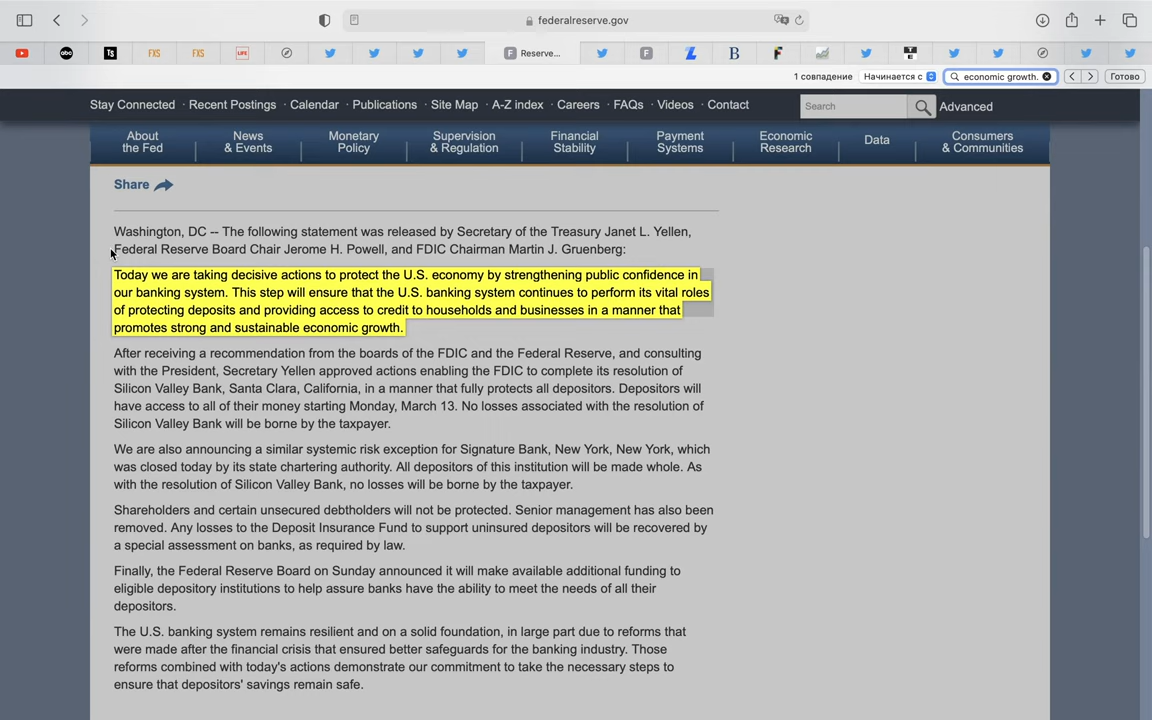 federalreserve.gov
abc
TS
FXS
FXS
LIFE
F Reserve...
F
B
F
1 совпадение
Начинается с
economic growth.
Готово
Stay Connected · Recent Postings · Calendar · Publications · Site Map · A-Z index · Careers · FAQs · Videos · Contact
Search
Advanced
About the Fed
News & Events
Monetary Policy
Supervision & Regulation
Financial Stability
Payment Systems
Economic Research
Data
Consumers & Communities
Share
Washington, DC -- The following statement was released by Secretary of the Treasury Janet L. Yellen,
Federal Reserve Board Chair Jerome H. Powell, and FDIC Chairman Martin J. Gruenberg:
Today we are taking decisive actions to protect the U.S. economy by strengthening public confidence in
our banking system. This step will ensure that the U.S. banking system continues to perform its vital roles
of protecting deposits and providing access to credit to households and businesses in a manner that
promotes strong and sustainable economic growth.
After receiving a recommendation from the boards of the FDIC and the Federal Reserve, and consulting
with the President, Secretary Yellen approved actions enabling the FDIC to complete its resolution of
Silicon Valley Bank, Santa Clara, California, in a manner that fully protects all depositors. Depositors will
have access to all of their money starting Monday, March 13. No losses associated with the resolution of
Silicon Valley Bank will be borne by the taxpayer.
We are also announcing a similar systemic risk exception for Signature Bank, New York, New York, which
was closed today by its state chartering authority. All depositors of this institution will be made whole. As
with the resolution of Silicon Valley Bank, no losses will be borne by the taxpayer.
Shareholders and certain unsecured debtholders will not be protected. Senior management has also been
removed. Any losses to the Deposit Insurance Fund to support uninsured depositors will be recovered by
a special assessment on banks, as required by law.
Finally, the Federal Reserve Board on Sunday announced it will make available additional funding to
eligible depository institutions to help assure banks have the ability to meet the needs of all their
depositors.
The U.S. banking system remains resilient and on a solid foundation, in large part due to reforms that
were made after the financial crisis that ensured better safeguards for the banking industry. Those
reforms combined with today's actions demonstrate our commitment to take the necessary steps to
ensure that depositors' savings remain safe.